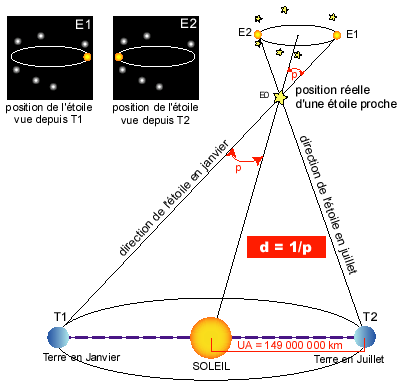 E1
E2
position de l'étoile
vue depuis T1
position de l'étoile
vue depuis T2
E2
E1
p
E0
position réelle
d'une étoile proche
direction de l'étoile en janvier
p
direction de l'étoile en juillet
d = 1/p
T1
T2
UA = 149 000 000 km
Terre en Janvier
SOLEIL
Terre en Juillet